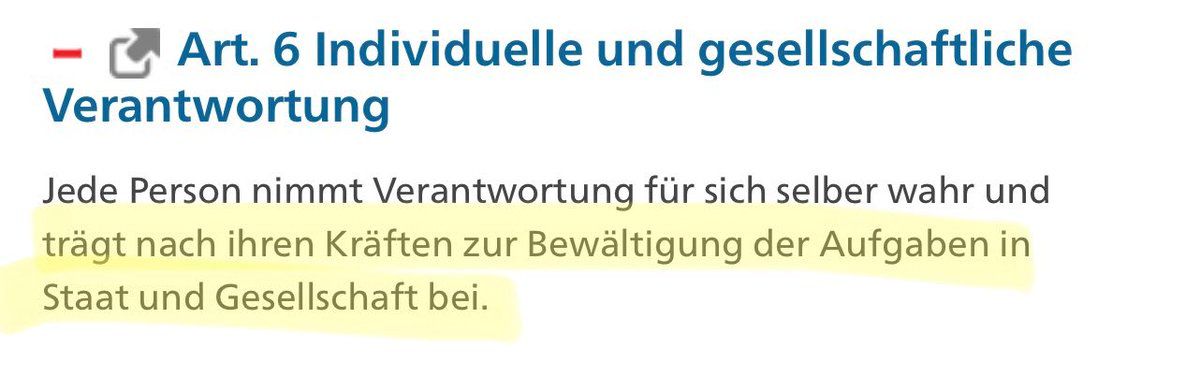 Art. 6 Individuelle und gesellschaftliche
Verantwortung
Jede Person nimmt Verantwortung für sich selber wahr und
trägt nach ihren Kräften zur Bewältigung der Aufgaben in
Staat und Gesellschaft bei.